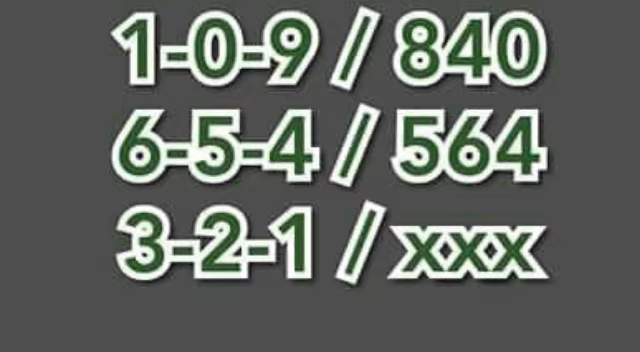 1-0-9 / 840
6-5-4 / 564
3-2-1 / xxx